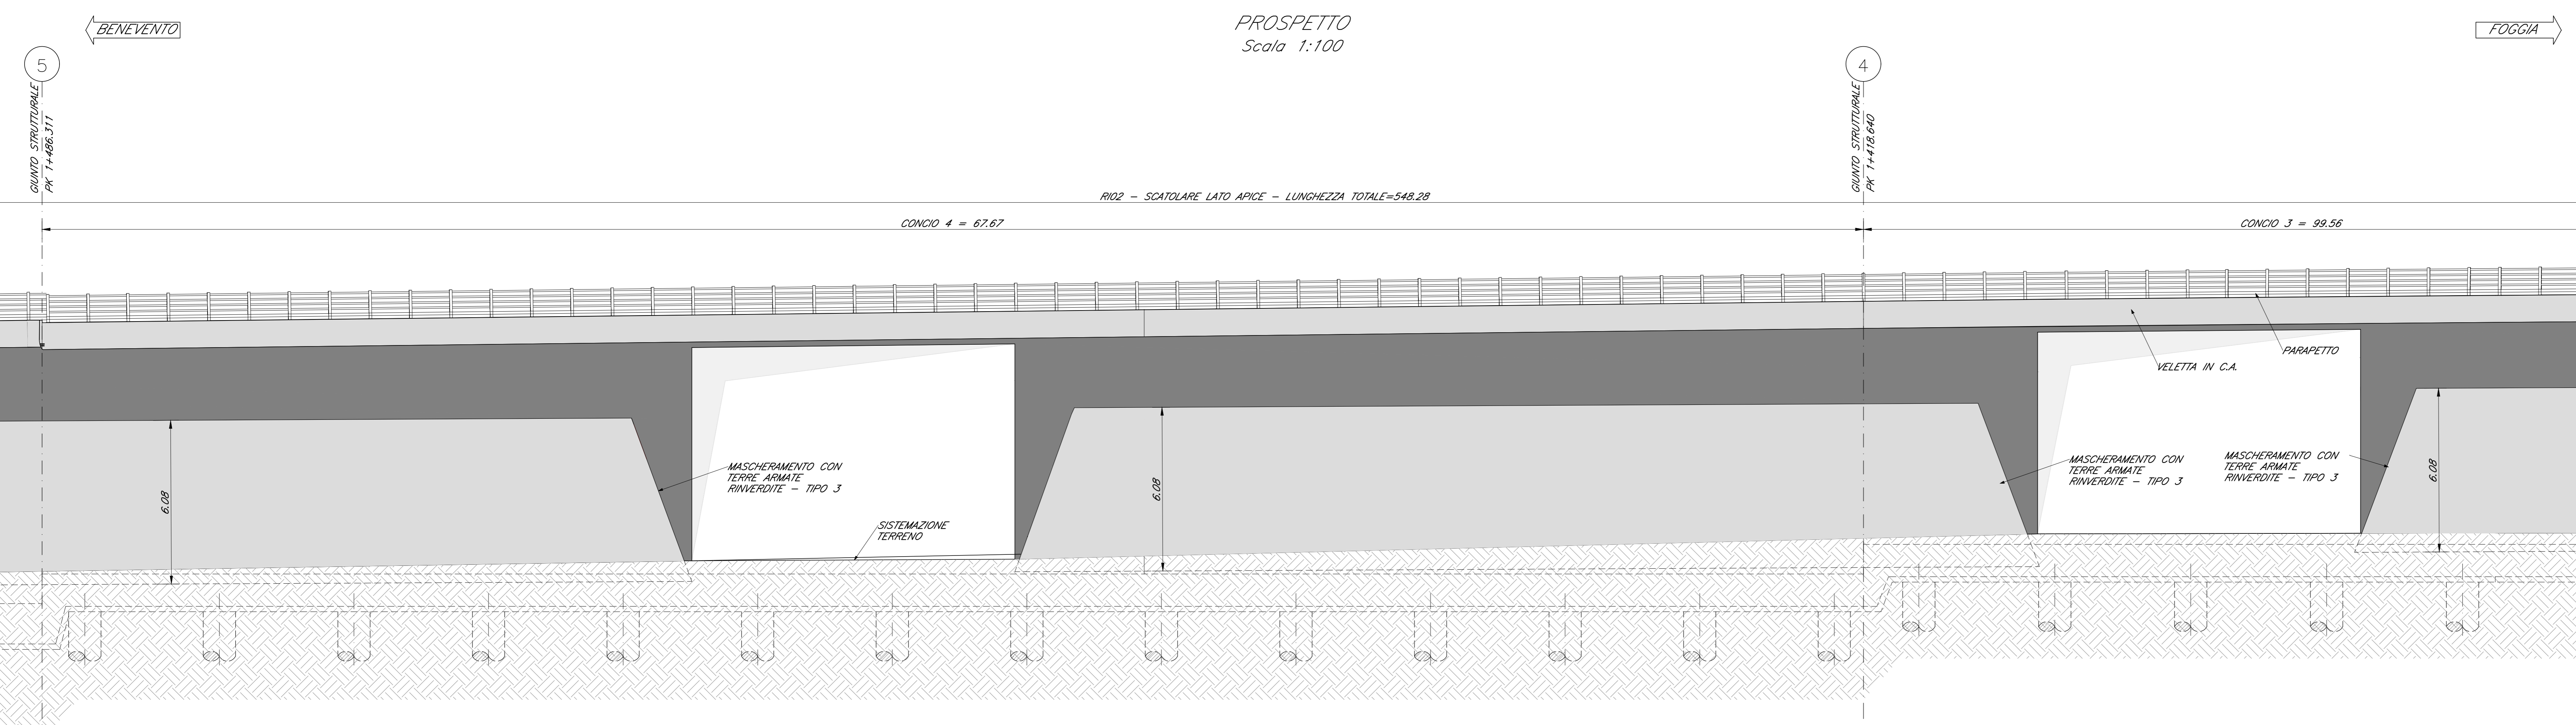 BENEVENTO
PROSPETTO
Scala 1:100
FOGGIA
5
4
GIUNTO STRUTTURALE
PK 1+486.311
GIUNTO STRUTTURALE
PK 1+418.640
RI02 - SCATOLARE LATO APICE - LUNGHEZZA TOTALE=548.28
CONCIO 4 = 67.67
CONCIO 3 = 99.56
PARAPETTO
VELETTA IN C.A.
6.08
MASCHERAMENTO CON
TERRE ARMATE
RINVERDITE - TIPO 3
SISTEMAZIONE
TERRENO
6.08
MASCHERAMENTO CON
TERRE ARMATE
RINVERDITE - TIPO 3
MASCHERAMENTO CON
TERRE ARMATE
RINVERDITE - TIPO 3
6.08